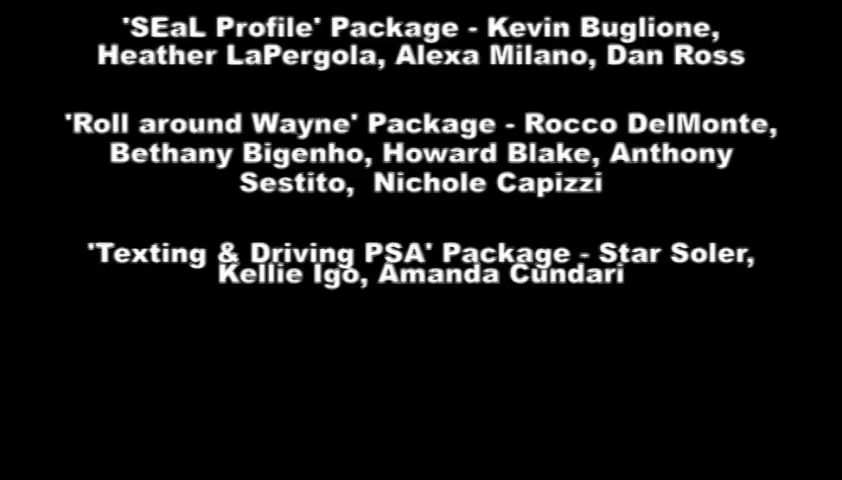 'SEaL Profile' Package - Kevin Buglione,
Heather LaPergola, Alexa Milano, Dan Ross
'Roll around Wayne' Package - Rocco DelMonte,
Bethany Bigenho, Howard Blake, Anthony
Sestito,  Nichole Capizzi
'Texting & Driving PSA' Package - Star Soler,
Kellie Igo, Amanda Cundari